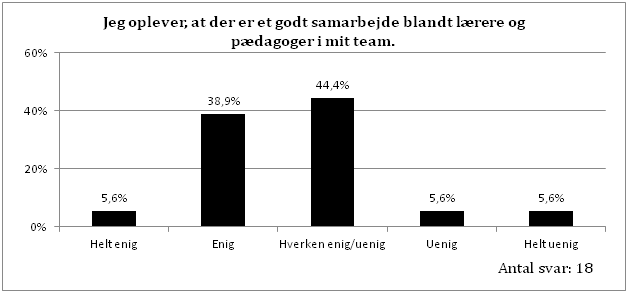 Jeg oplever, at der er et godt samarbejde blandt lærere og
pædagoger i mit team.
60%
40%
20%
0%
5,6%
38,9%
44,4%
5,6%
5,6%
Helt enig
Enig
Hverken enig/uenig
Uenig
Helt uenig
Antal svar: 18